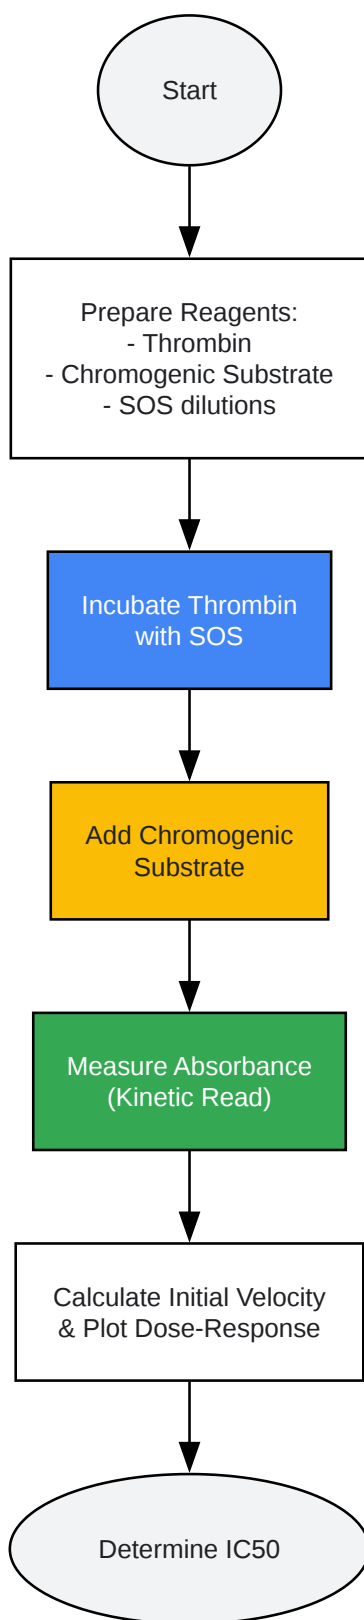 Start
Prepare Reagents:
- Thrombin
- Chromogenic Substrate
- SOS dilutions
Incubate Thrombin
with SOS
Add Chromogenic
Substrate
Measure Absorbance
(Kinetic Read)
Calculate Initial Velocity
& Plot Dose-Response
Determine IC50